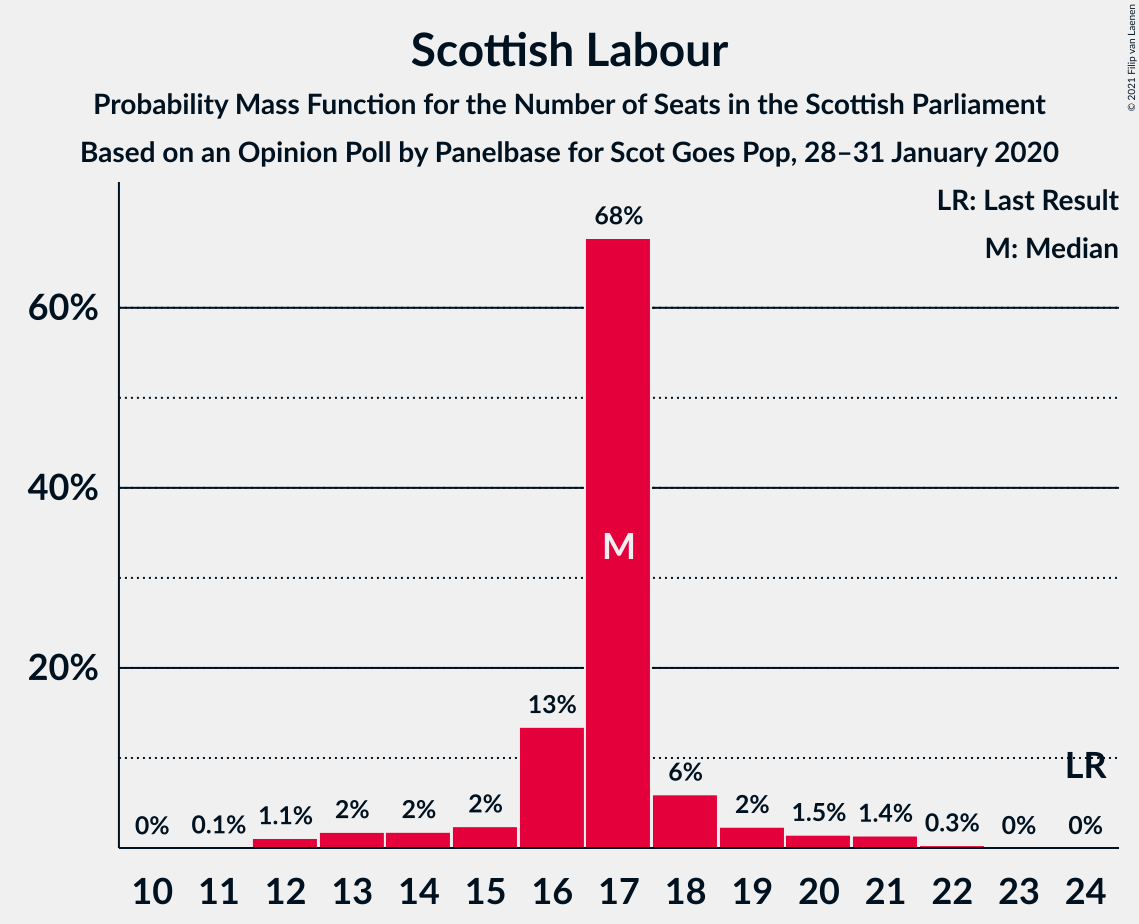 Scottish Labour
Probability Mass Function for the Number of Seats in the Scottish Parliament
Based on an Opinion Poll by Panelbase for Scot Goes Pop, 28–31 January 2020
© 2021 Filip van Laenen
LR: Last Result
M: Median
68%
60%
40%
M
20%
13%
LR
6%
0% 0.1% 1.1% 2% 2% 2% 2% 1.5% 1.4% 0.3% 0% 0%
10 11 12 13 14 15 16 17 18 19 20 21 22 23 24